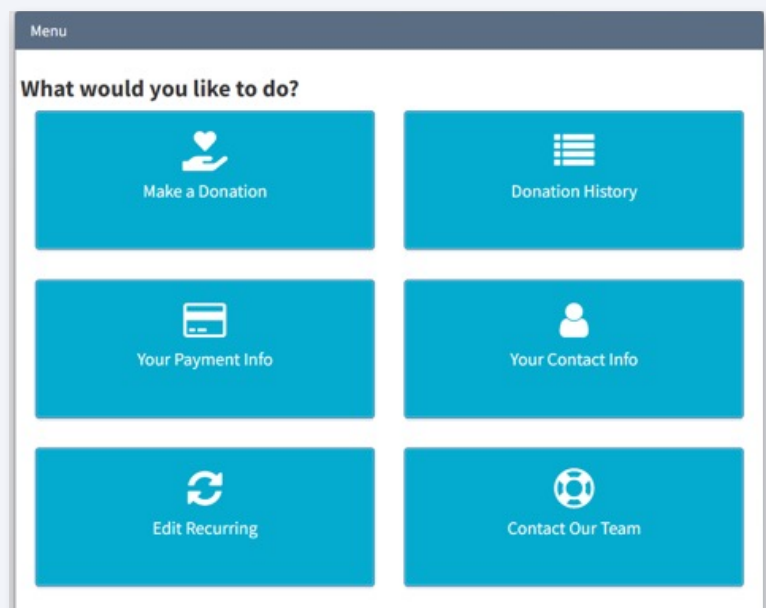 Menu
What would you like to do?
Make a Donation
Donation History
Your Payment Info
Your Contact Info
Edit Recurring
Contact Our Team